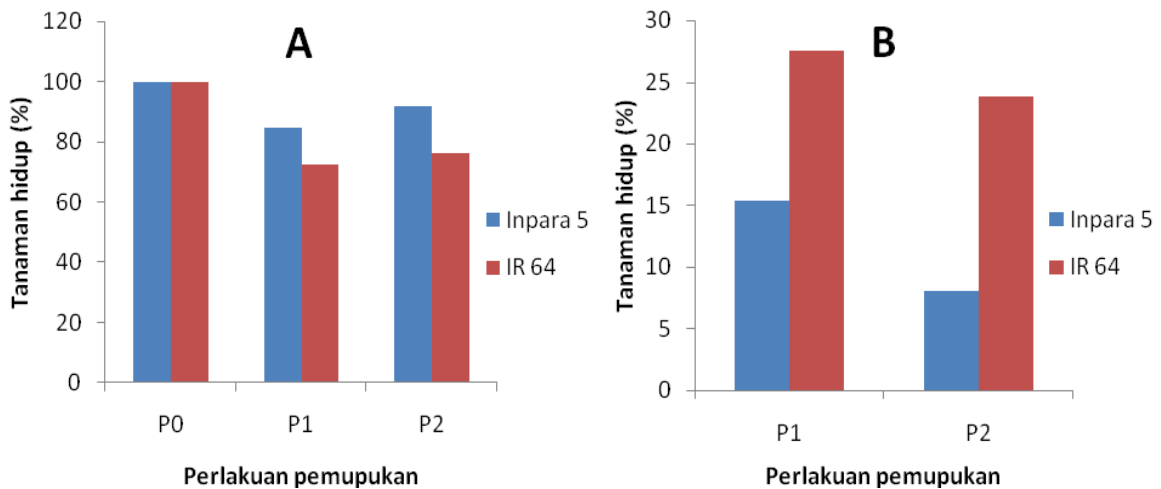 A
Tanaman hidup (%)
120
100
80
60
40
20
0
P0 P1 P2
Perlakuan pemupukan
Inpara 5
IR 64
B
Tanaman hidup (%)
30
25
20
15
10
5
0
P1 P2
Perlakuan pemupukan
Inpara 5
IR 64